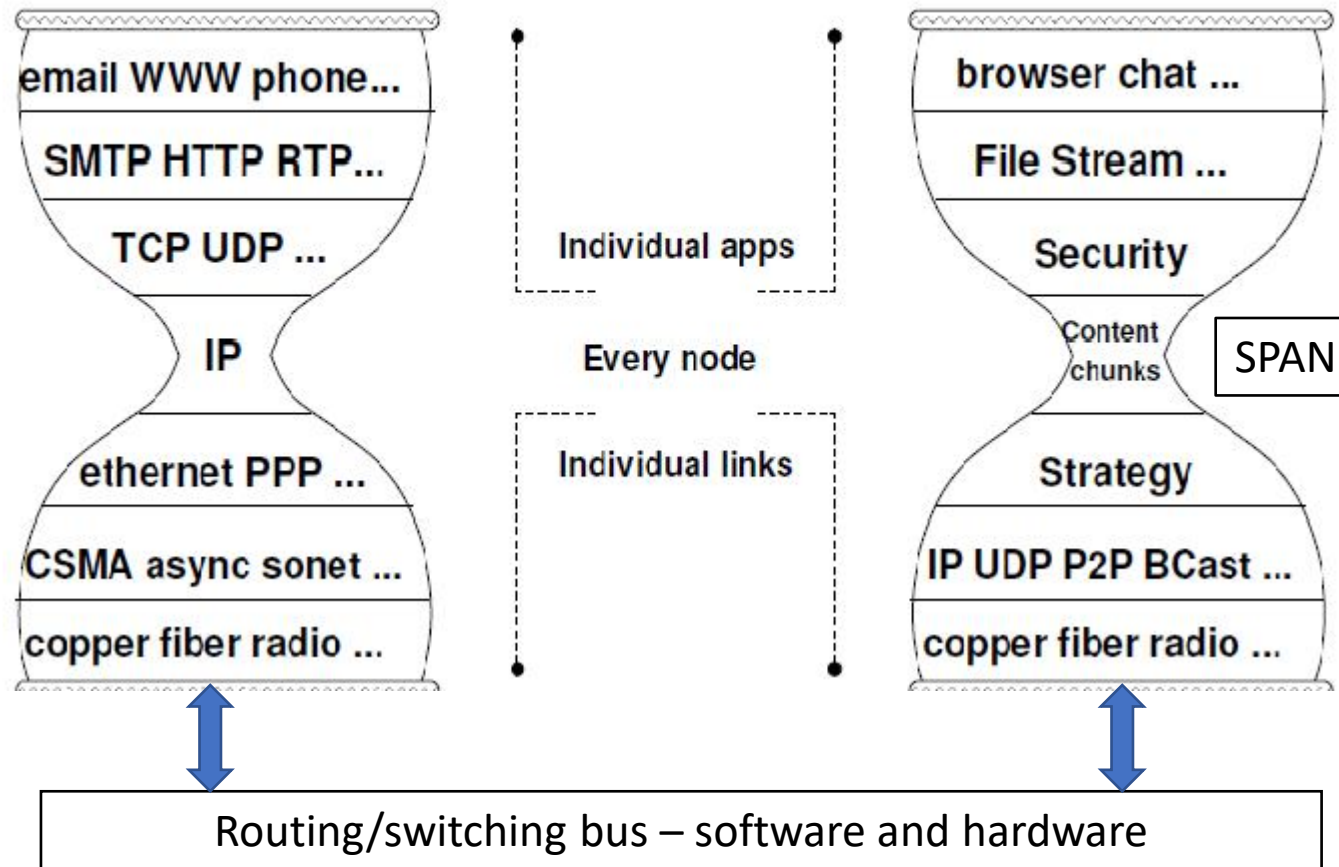 email WWW phone...
SMTP HTTP RTP...
TCP UDP ...
IP
ethernet PPP ...
CSMA async sonet ...
copper fiber radio ...
Individual apps
Every node
Individual links
browser chat ...
File Stream ...
Security
Content
chunks
SPAN
Strategy
IP UDP P2P BCast ...
copper fiber radio ...
Routing/switching bus – software and hardware